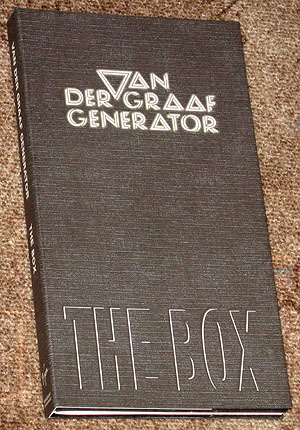 VAN
DER GRAAF
GENERATOR
THE BOX